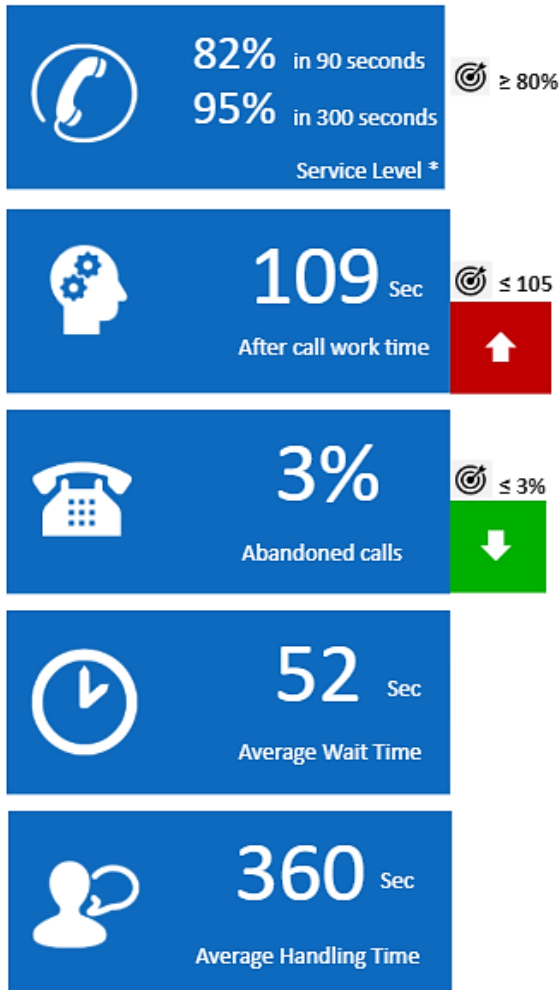 82% in 90 seconds
≥ 80%
95% in 300 seconds
Service Level *
109 Sec
≤ 105
After call work time
3%
≤ 3%
Abandoned calls
52 Sec
Average Wait Time
360 Sec
Average Handling Time